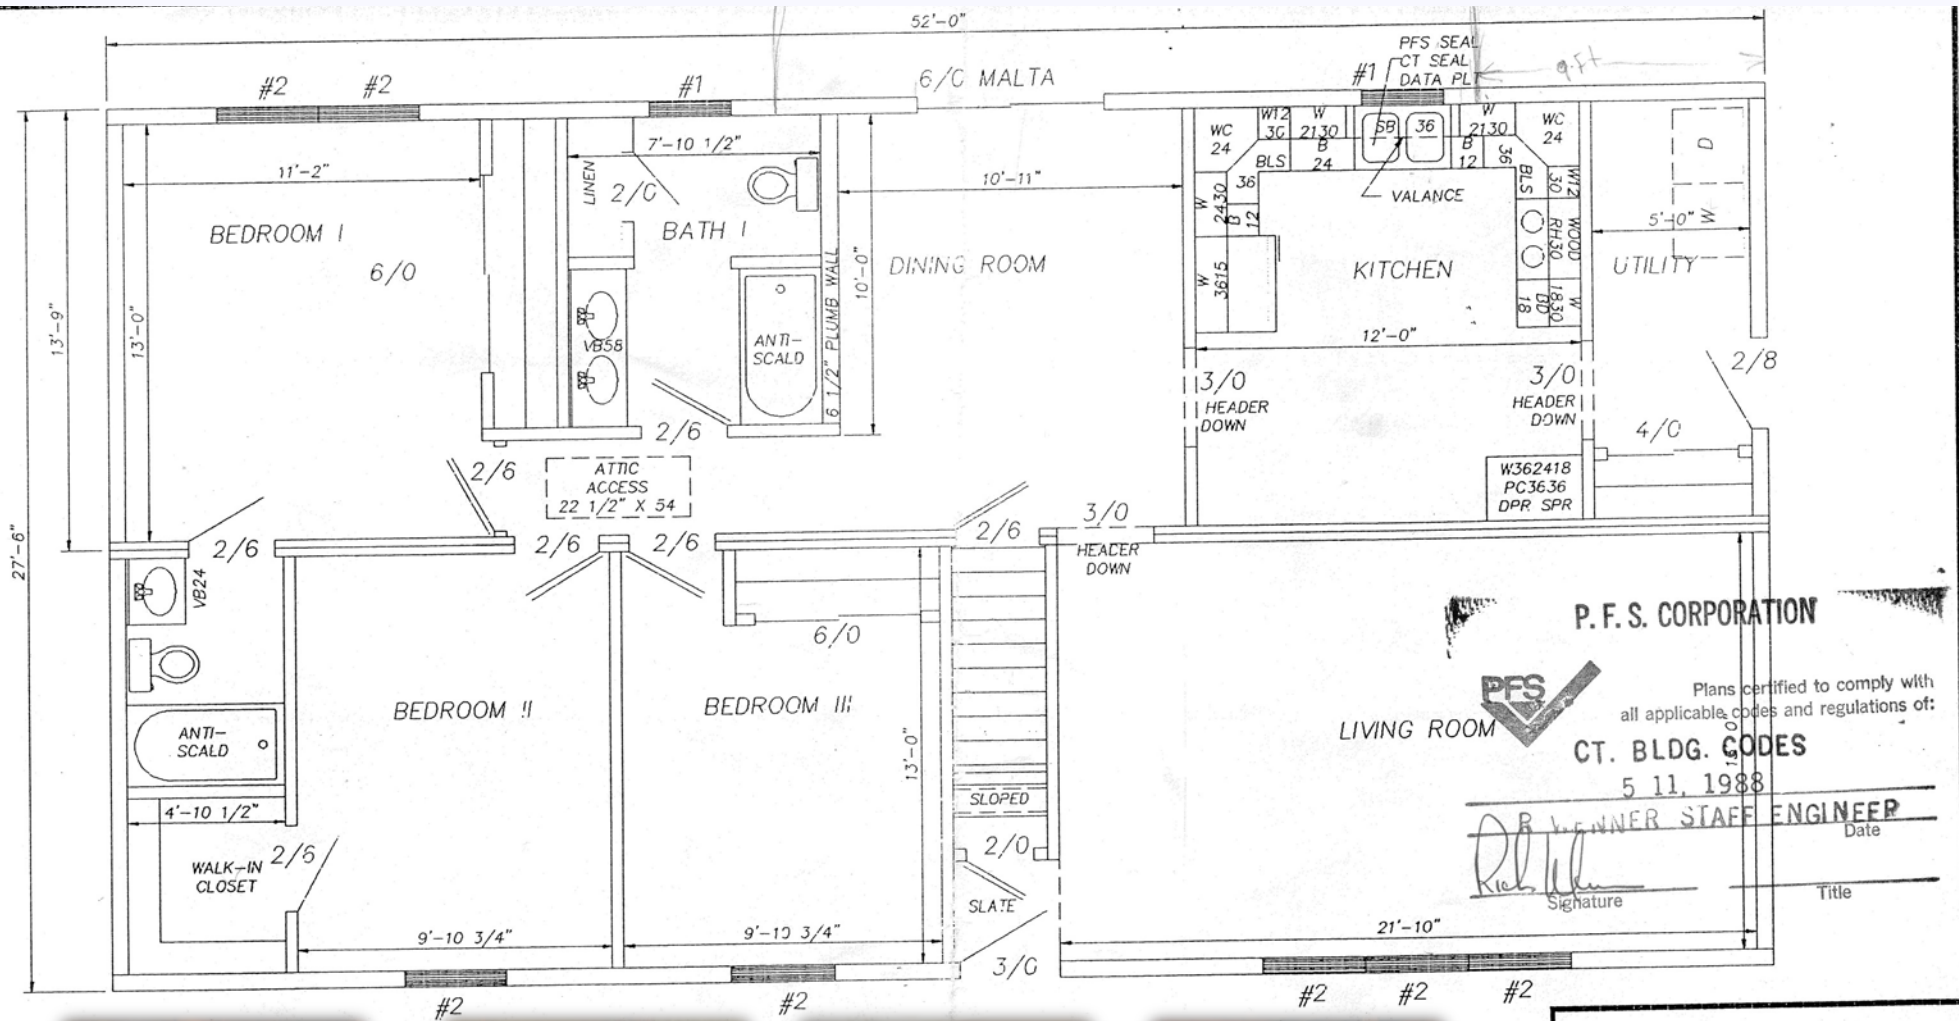 52'-0"
PFS SEAL
CT SEAL
DATA PLT
9 Ft
#2
#2
#1
6/0 MALTA
#1
7'-10 1/2"
11'-2"
LINEN
2/0
BATH I
10'-11"
BEDROOM I
6/0
DINING ROOM
WC
24
W12
30
W
2130
SB
36
W
2130
WC
24
BLS
B
24
B
12
36
36
W
2430
B
12
W
3615
VALANCE
BLS
W12
30
WOOD
RH30
W
1830
BD
18
D
W
5'-0"
KITCHEN
UTILITY
13'-9"
13'-0"
VB58
ANTI-
SCALD
6 1/2" PLUMB WALL
10'-0"
12'-0"
3/0
HEADER
DOWN
3/0
HEADER
DOWN
2/8
4/0
2/6
2/6
ATTIC
ACCESS
22 1/2" X 54
W362418
PC3636
DPR SPR
27'-6"
2/6
2/6
2/6
2/6
3/0
HEADER
DOWN
VB24
6/0
BEDROOM II
BEDROOM III
ANTI-
SCALD
13'-0"
SLOPED
4'-10 1/2"
2/6
WALK-IN
CLOSET
2/0
SLATE
9'-10 3/4"
9'-10 3/4"
3/0
LIVING ROOM
21'-10"
P. F. S. CORPORATION
PFS
Plans certified to comply with
all applicable codes and regulations of:
CT. BLDG. CODES
5 11, 1988
STAFF ENGINEER
Date
Signature
Title
#2
#2
#2
#2
#2